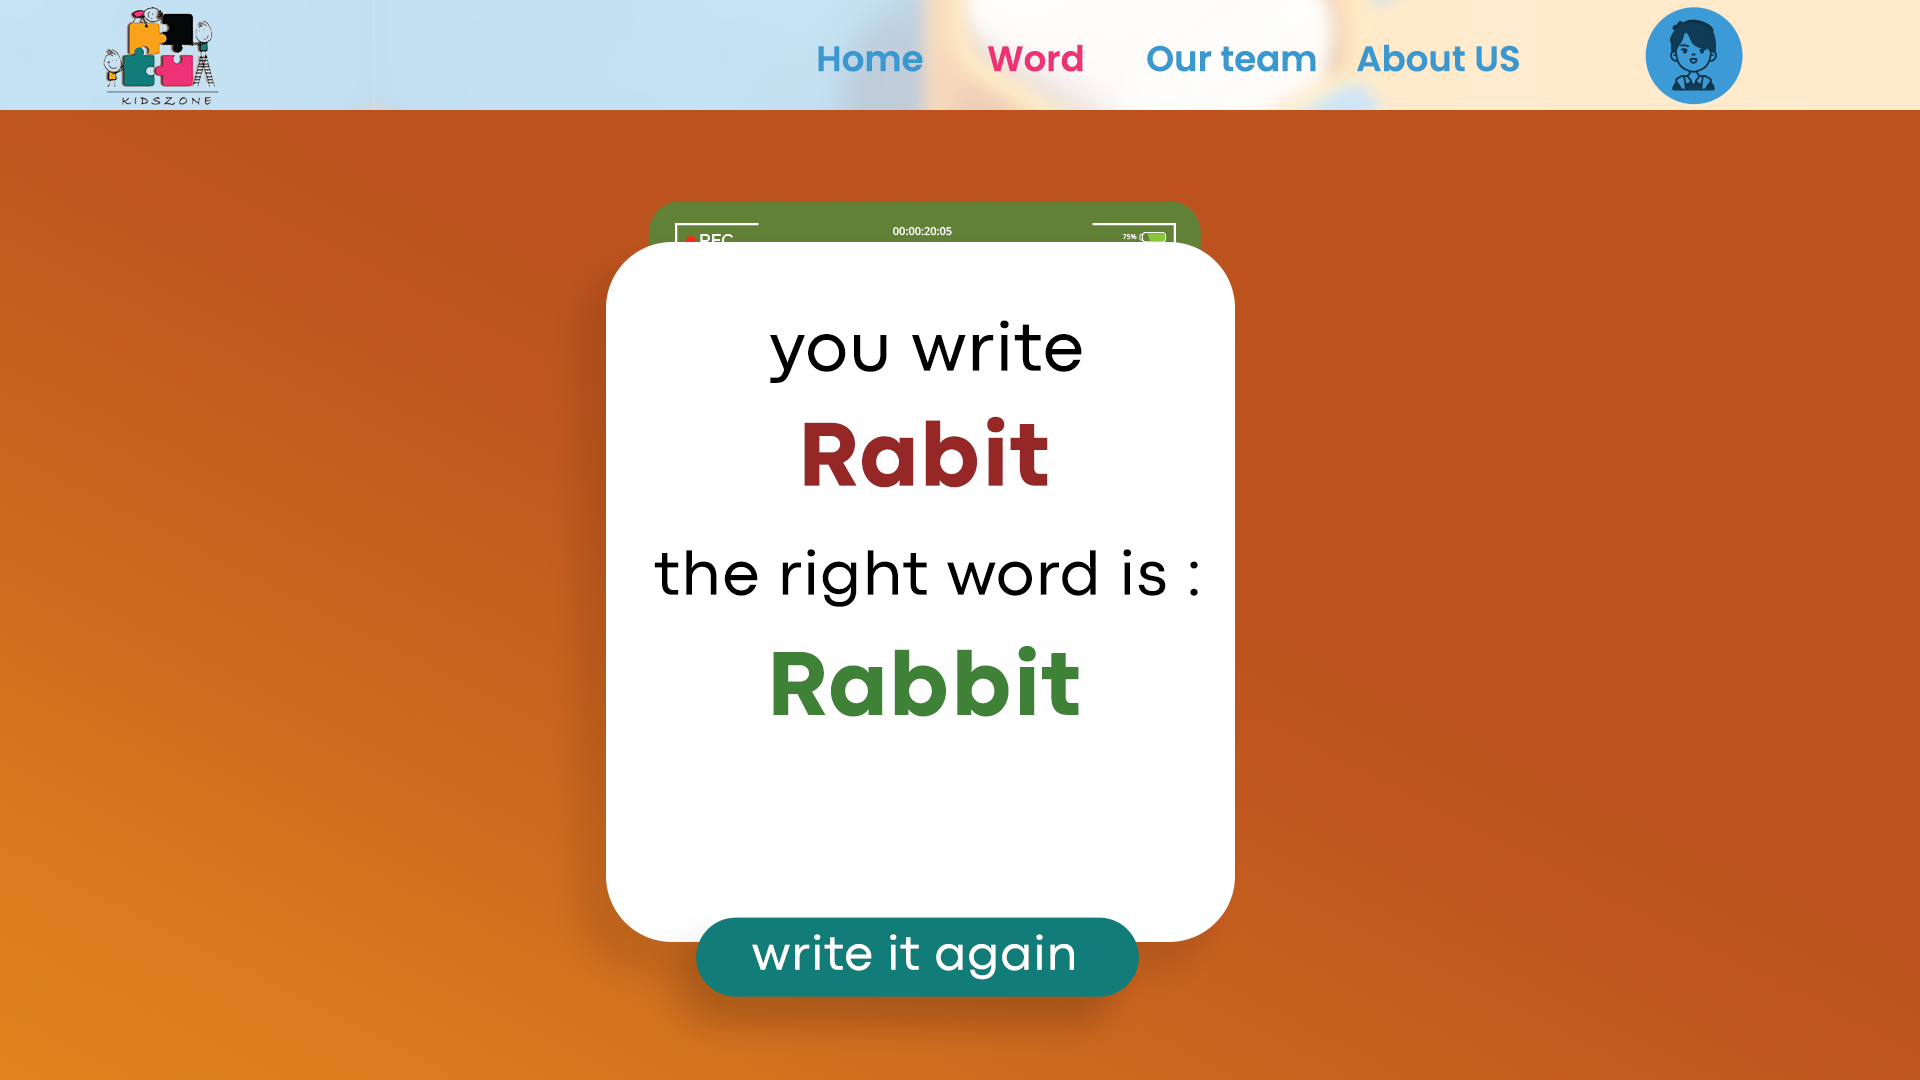 KIDSZONE
Home Word Our team About US
REC 00:00:20:05 75%
you write
Rabit
the right word is :
Rabbit
write it again